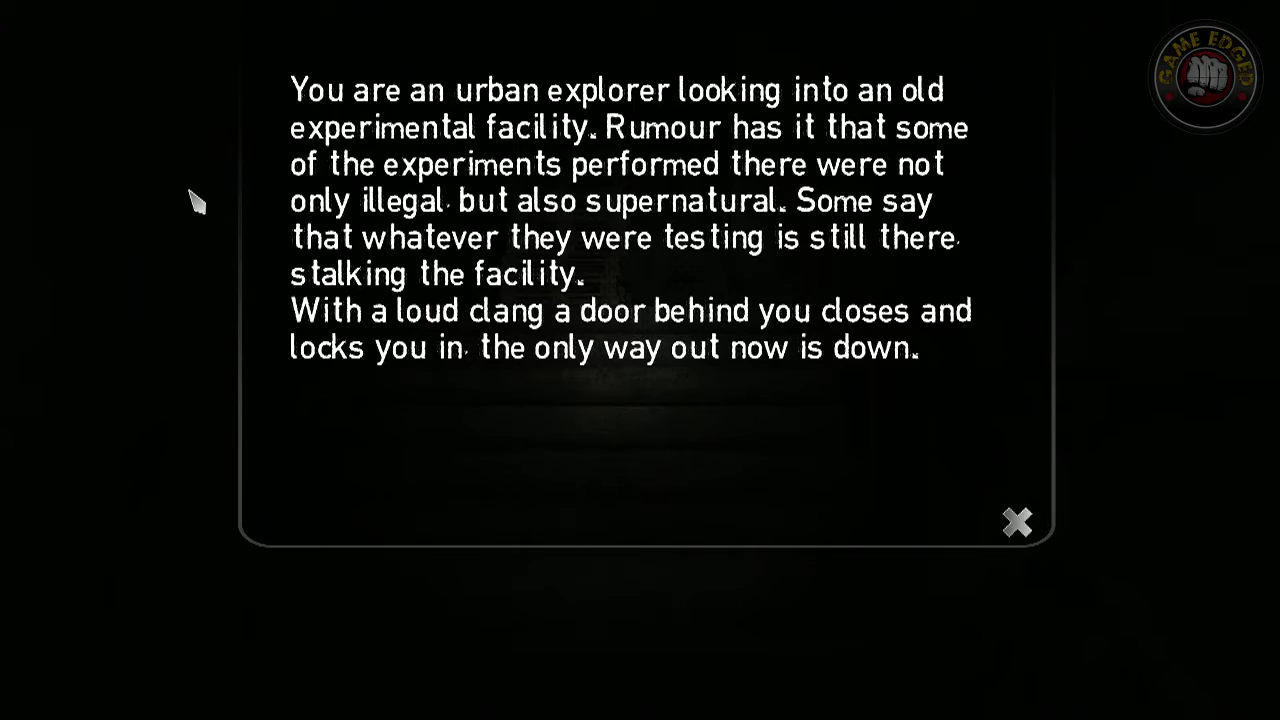 GAME EDGED
You are an urban explorer looking into an old
experimental facility. Rumour has it that some
of the experiments performed there were not
only illegal, but also supernatural. Some say
that whatever they were testing is still there,
stalking the facility.
With a loud clang a door behind you closes and
locks you in, the only way out now is down.